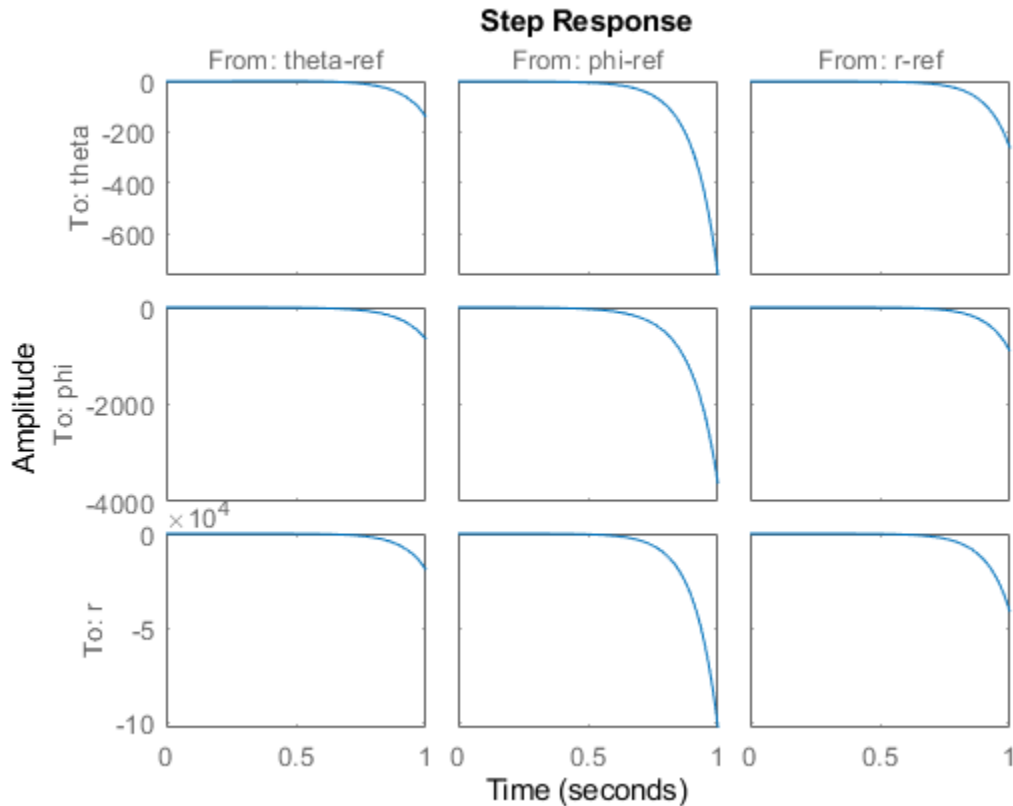 Step Response
From: theta-ref
From: phi-ref
From: r-ref
0
-200
-400
-600
To: theta
0
-2000
-4000
To: phi
Amplitude
×10^4
0
-5
-10
To: r
0 0.5 1
0 0.5 1
0 0.5 1
Time (seconds)